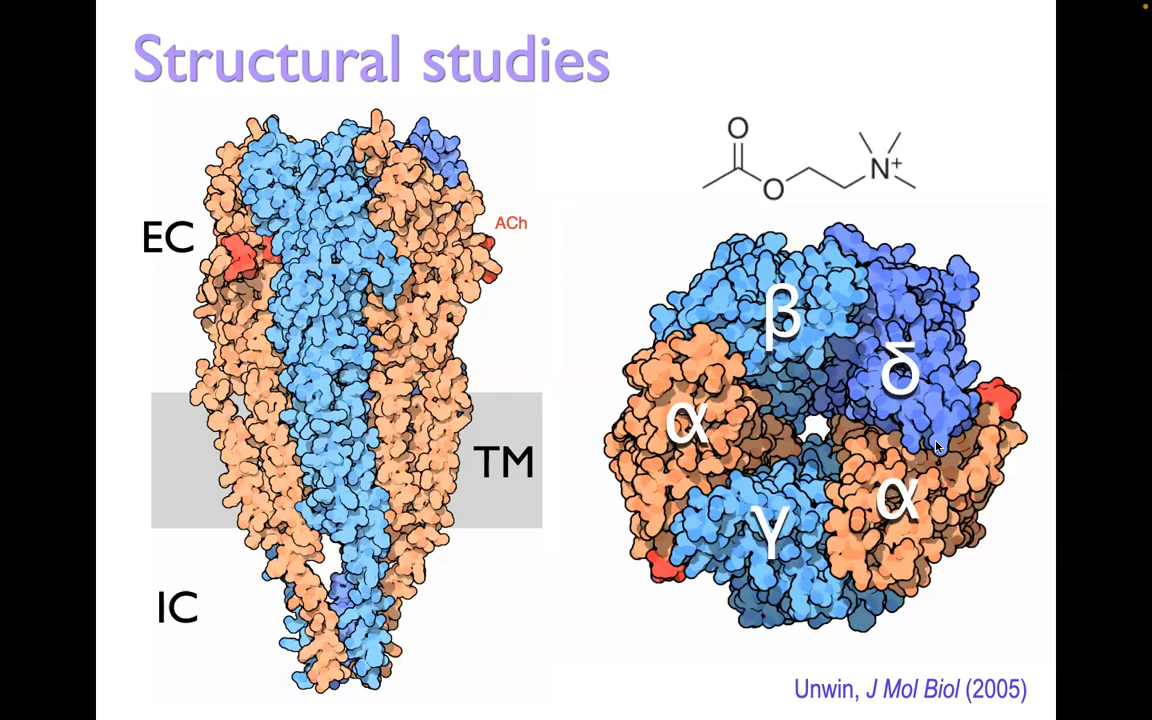 Structural studies
O
O
N+
EC
ACh
β
δ
α
TM
α
γ
IC
Unwin, J Mol Biol (2005)